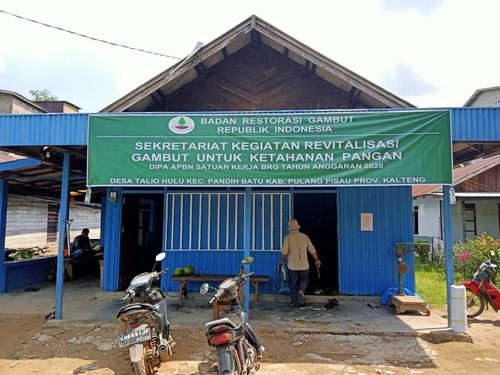 BADAN RESTORASI GAMBUT
REPUBLIK INDONESIA
SEKRETARIAT KEGIATAN REVITALISASI
GAMBUT UNTUK KETAHANAN PANGAN
DIPA APBN SATUAN KERJA BRG TAHUN ANGGARAN 2020
DESA TALIO HULU KEC. PANDIH BATU KAB. PULANG PISAU PROV. KALTENG